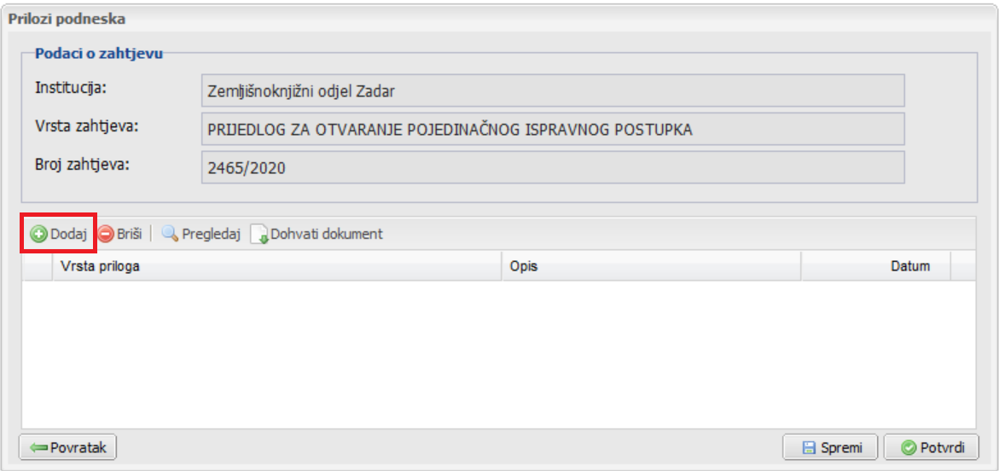 Prilozi podneska
Podaci o zahtjevu
Institucija: Zemljišnoknjižni odjel Zadar
Vrsta zahtjeva: PRIJEDLOG ZA OTVARANJE POJEDINAČNOG ISPRAVNOG POSTUPKA
Broj zahtjeva: 2465/2020
Dodaj Briši Pregledaj Dohvati dokument
Vrsta priloga Opis Datum
Povratak Spremi Potvrdi